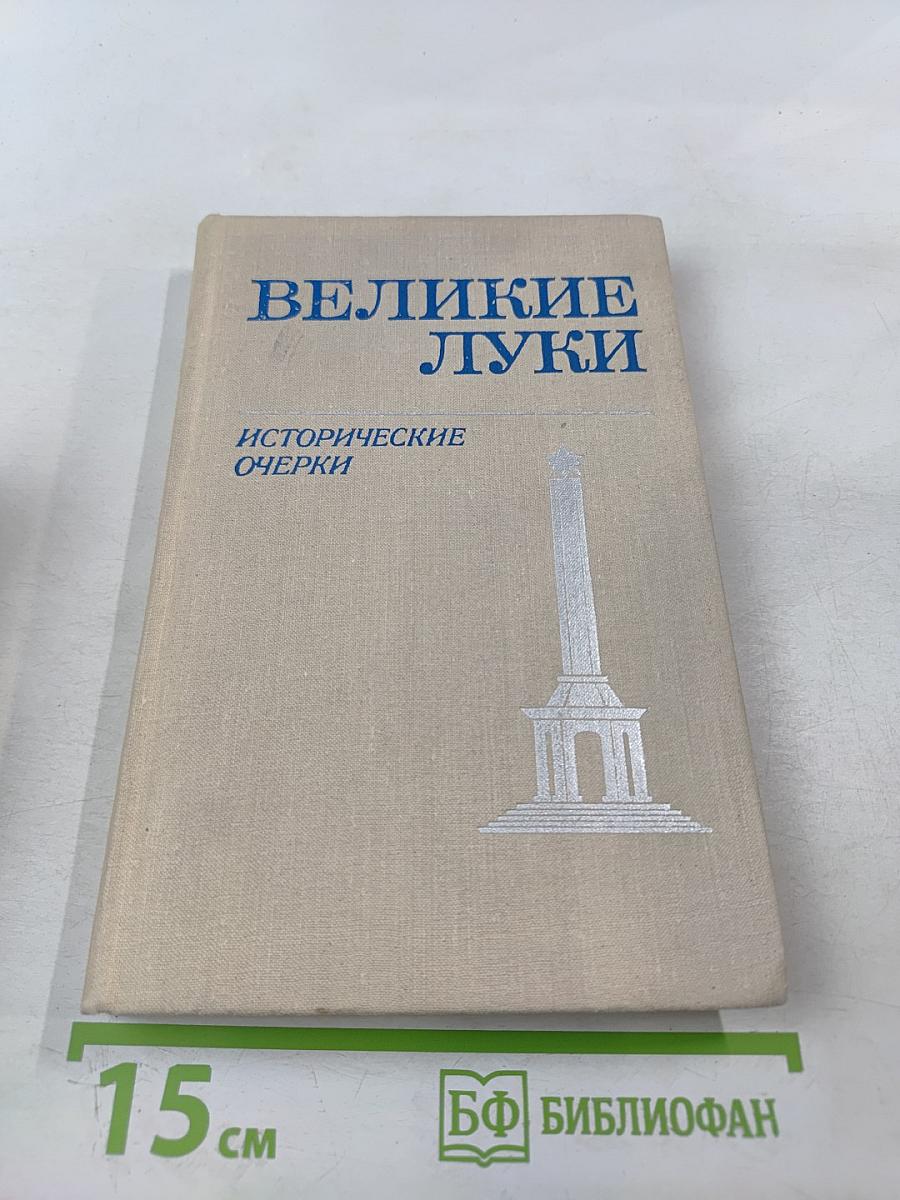 ВЕЛИКИЕ
ЛУКИ
ИСТОРИЧЕСКИЕ
ОЧЕРКИ
15 см
БФ БИБЛИОФАН